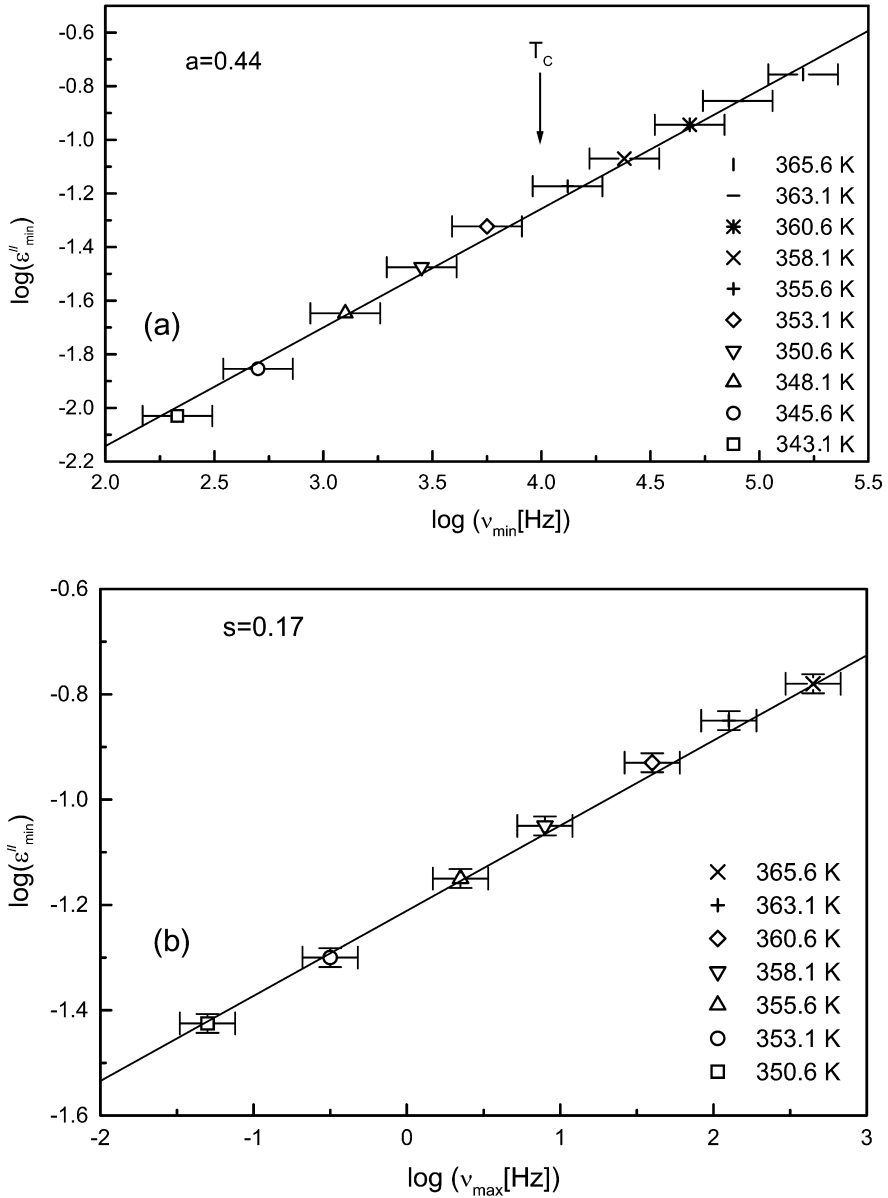 -0.6
-0.8
-1.0
-1.2
-1.4
-1.6
-1.8
-2.0
-2.2
log(ε//min)
a=0.44
TC
(a)
365.6 K
363.1 K
360.6 K
358.1 K
355.6 K
353.1 K
350.6 K
348.1 K
345.6 K
343.1 K
2.0 2.5 3.0 3.5 4.0 4.5 5.0 5.5
log (νmin[Hz])
-0.6
-0.8
-1.0
-1.2
-1.4
-1.6
log(ε//min)
s=0.17
(b)
365.6 K
363.1 K
360.6 K
358.1 K
355.6 K
353.1 K
350.6 K
-2 -1 0 1 2 3
log (νmax[Hz])